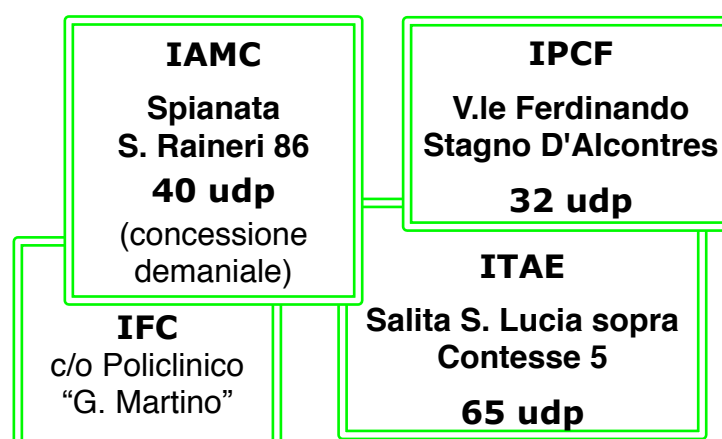 IAMC
Spianata
S. Raineri 86
40 udp
(concessione
demaniale)
IPCF
V.le Ferdinando
Stagno D'Alcontres
32 udp
IFC
c/o Policlinico
“G. Martino”
ITAE
Salita S. Lucia sopra
Contesse 5
65 udp